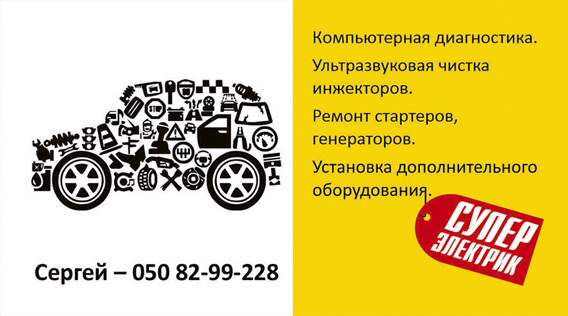 Компьютерная диагностика.
Ультразвуковая чистка
инжекторов.
Ремонт стартеров,
генераторов.
Установка дополнительного
оборудования.
СУПЕР
ЭЛЕКТРИК
Сергей – 050 82-99-228